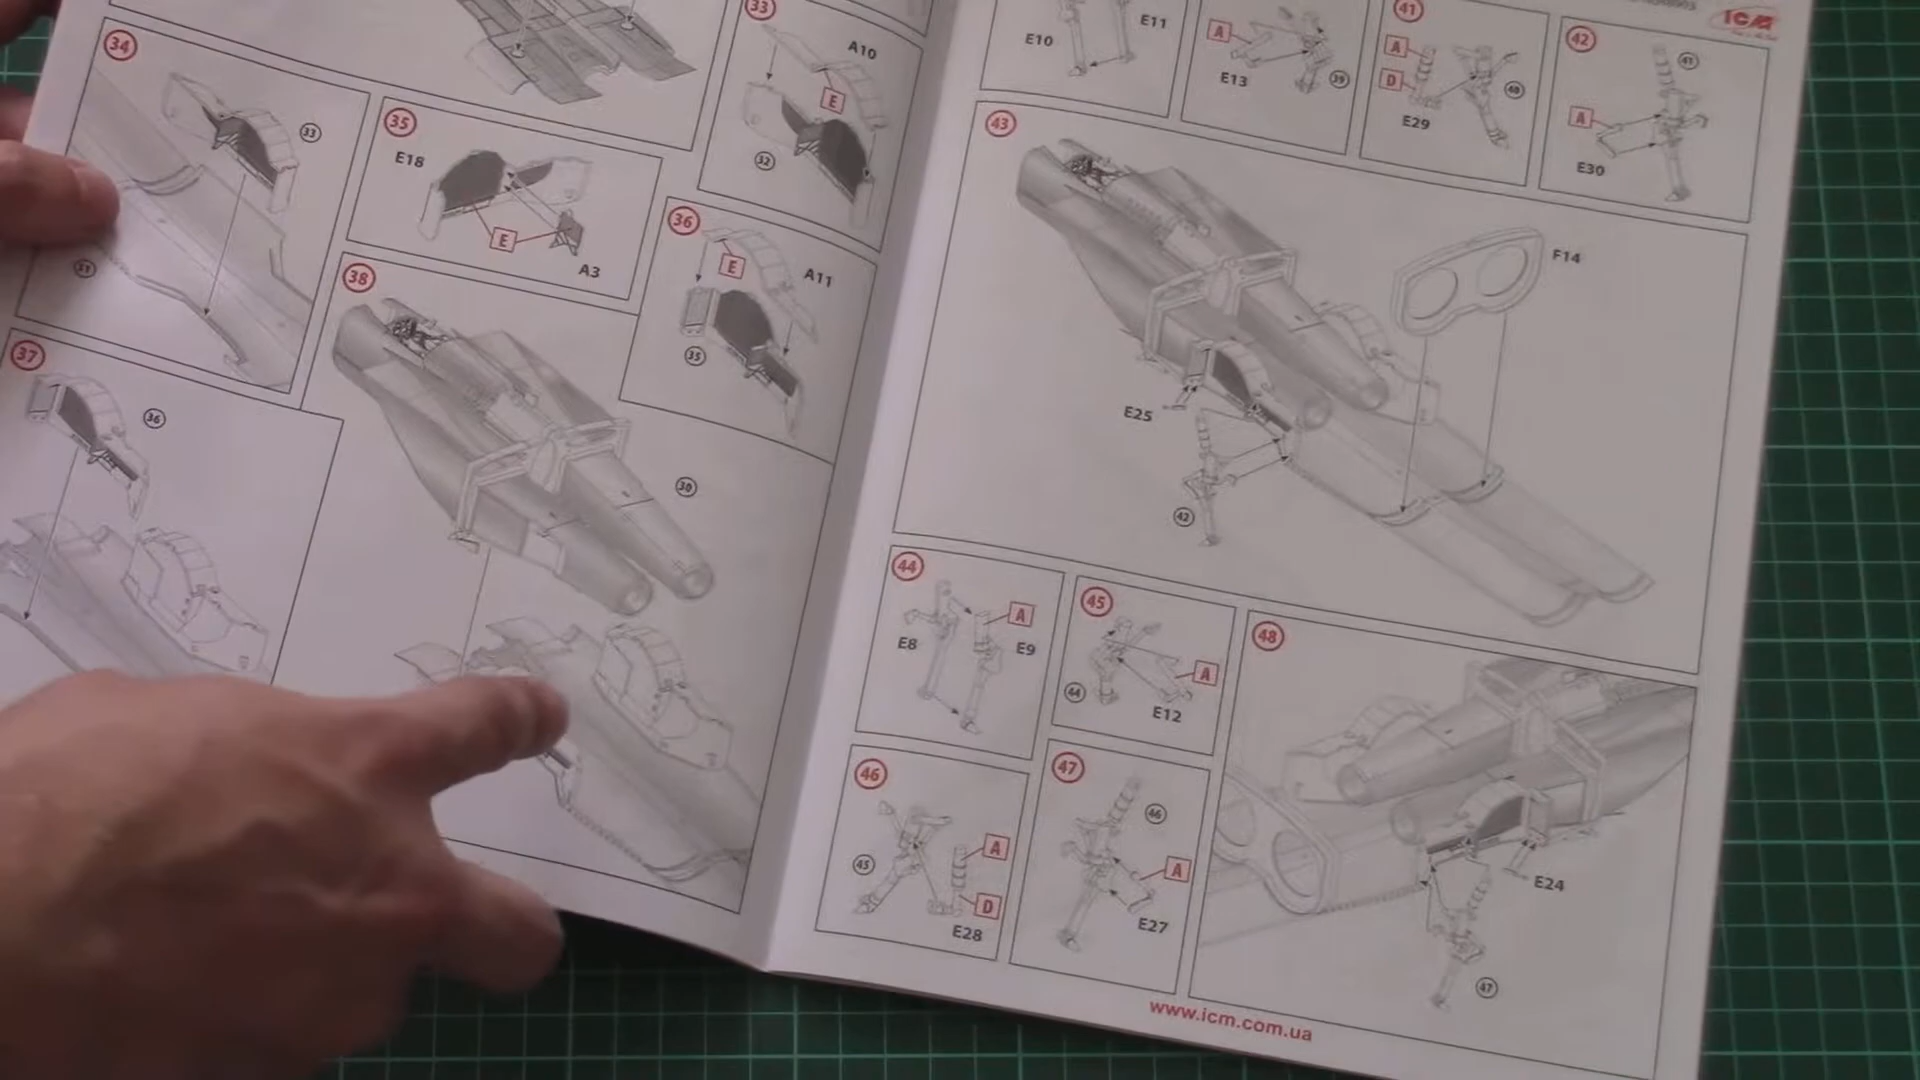 33
A10
E
32
34
33
31
35
E18
E
A3
36
E
A11
35
37
36
38
30
E10
E11
A
E13
39
41
A
D
E29
40
42
41
A
E30
ICM
43
F14
E25
42
44
A
E8
E9
45
A
44
E12
46
A
45
D
E28
47
46
A
E27
48
E24
47
www.icm.com.ua